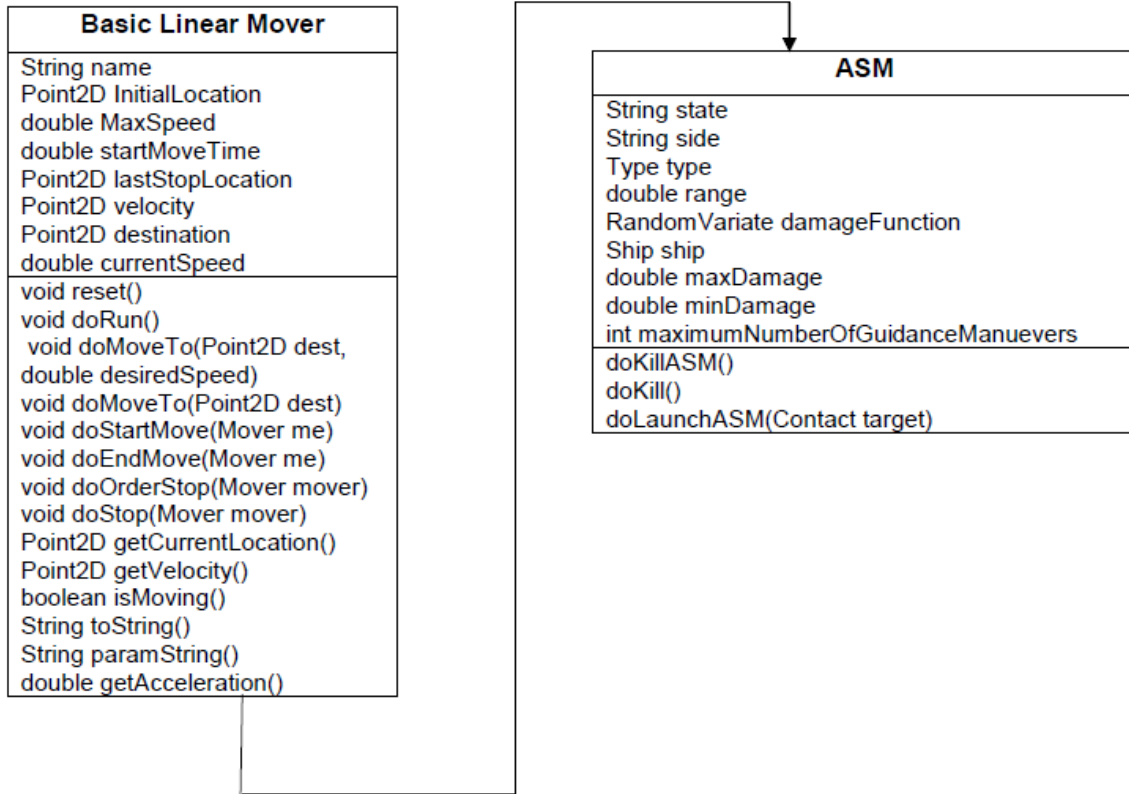 Basic Linear Mover
String name
Point2D InitialLocation
double MaxSpeed
double startMoveTime
Point2D lastStopLocation
Point2D velocity
Point2D destination
double currentSpeed
void reset()
void doRun()
void doMoveTo(Point2D dest,
double desiredSpeed)
void doMoveTo(Point2D dest)
void doStartMove(Mover me)
void doEndMove(Mover me)
void doOrderStop(Mover mover)
void doStop(Mover mover)
Point2D getCurrentLocation()
Point2D getVelocity()
boolean isMoving()
String toString()
String paramString()
double getAcceleration()
ASM
String state
String side
Type type
double range
RandomVariate damageFunction
Ship ship
double maxDamage
double minDamage
int maximumNumberOfGuidanceManuevers
doKillASM()
doKill()
doLaunchASM(Contact target)